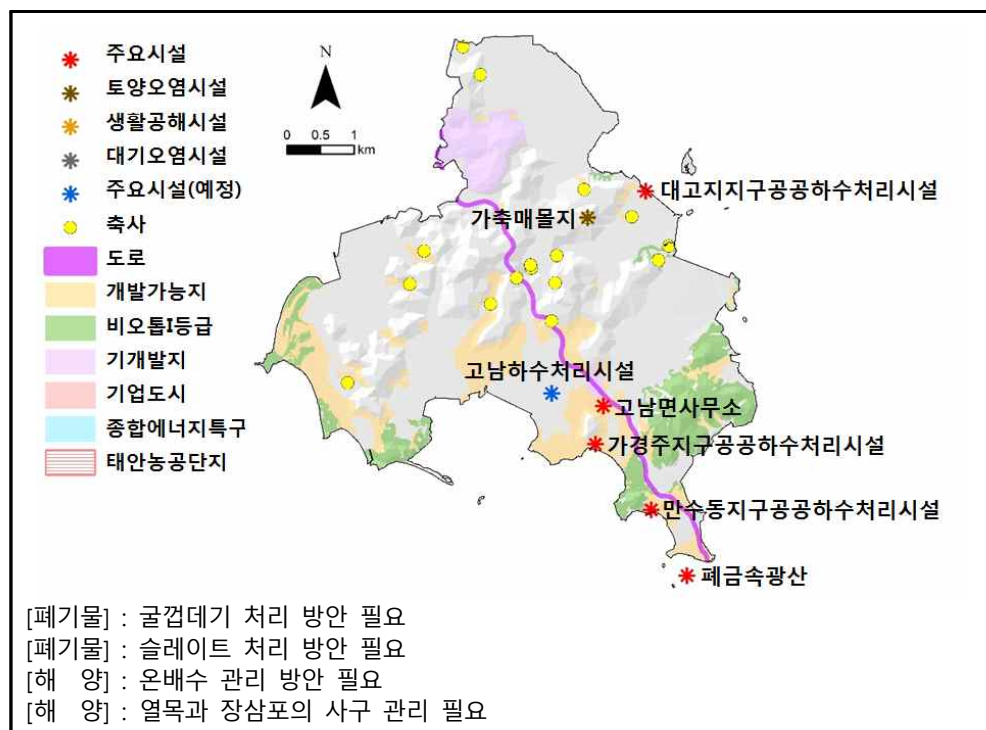 주요시설
토양오염시설
생활공해시설
대기오염시설
주요시설(예정)
축사
도로
개발가능지
비오톱I등급
기개발지
기업도시
종합에너지특구
태안농공단지
N
0 0.5 1
km
대고지지구공공하수처리시설
가축매몰지
고남하수처리시설
고남면사무소
가경주지구공공하수처리시설
만수동지구공공하수처리시설
폐금속광산
[폐기물] : 굴껍데기 처리 방안 필요
[폐기물] : 슬레이트 처리 방안 필요
[해 양] : 온배수 관리 방안 필요
[해 양] : 열목과 장삼포의 사구 관리 필요